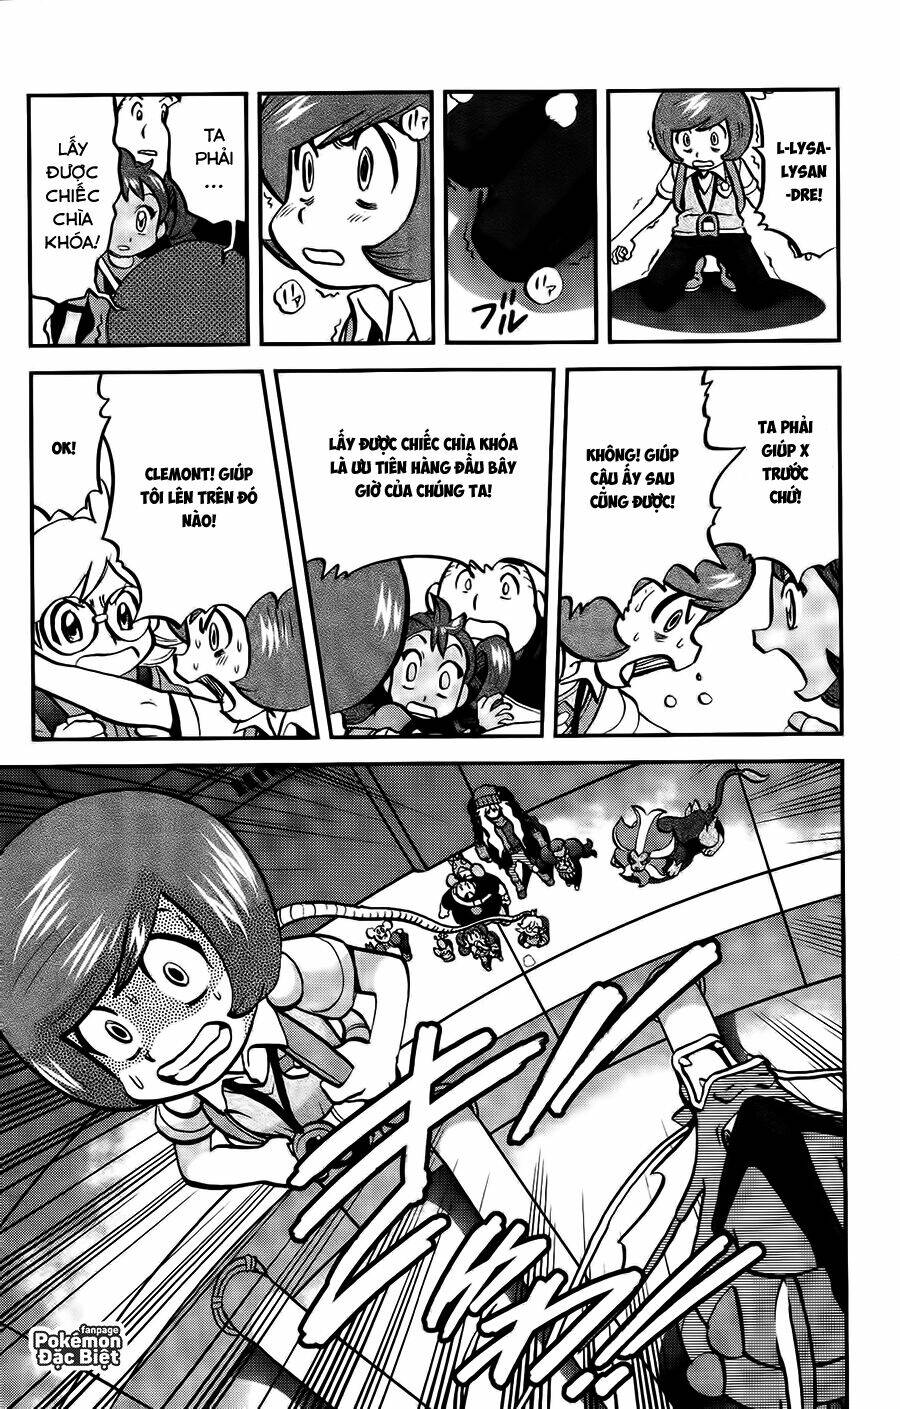 L-LYSA-
LYSAN
-DRE!
ブル
TA
PHẢI
...
LẤY
ĐƯỢC
CHIẾC
CHÌA
KHÓA!
TA PHẢI
GIÚP X
TRƯỚC
CHỨ!
KHÔNG! GIÚP
CẬU ẤY SAU
CŨNG ĐƯỢC!
LẤY ĐƯỢC CHIẾC CHÌA KHÓA
LÀ ƯU TIÊN HÀNG ĐẦU BÂY
GIỜ CỦA CHÚNG TA!
CLEMONT! GIÚP
TÔI LÊN TRÊN ĐÓ
NÀO!
OK!
fanpage
Pokémon
Đặc Biệt